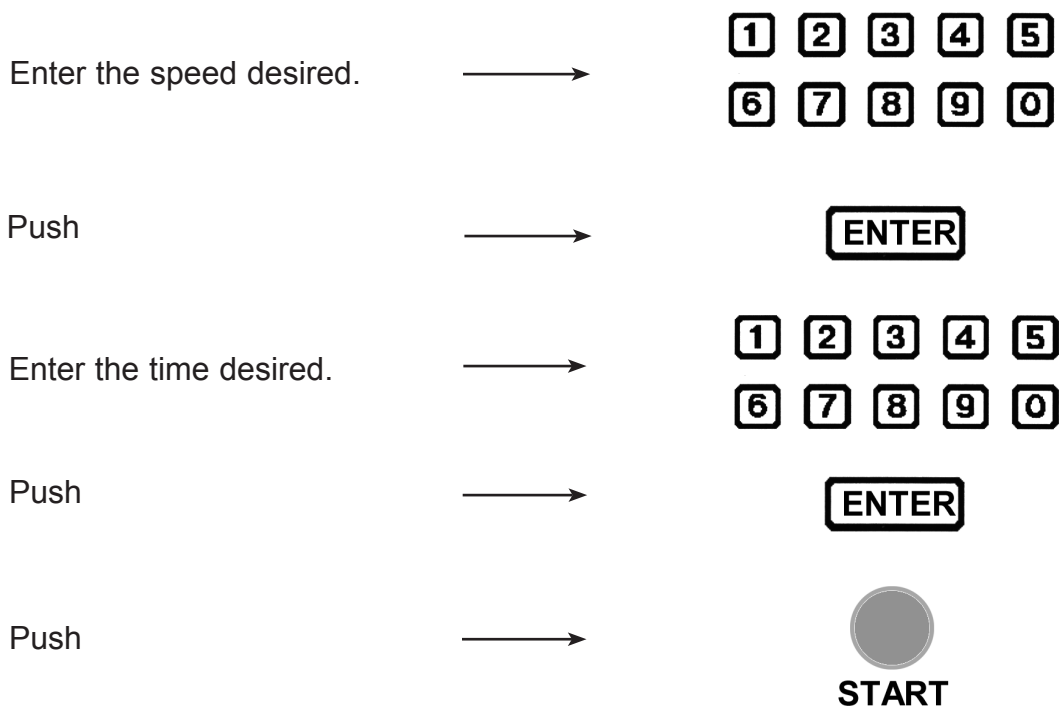 Enter the speed desired.
1 2 3 4 5
6 7 8 9 0
Push
ENTER
Enter the time desired.
1 2 3 4 5
6 7 8 9 0
Push
ENTER
Push
START